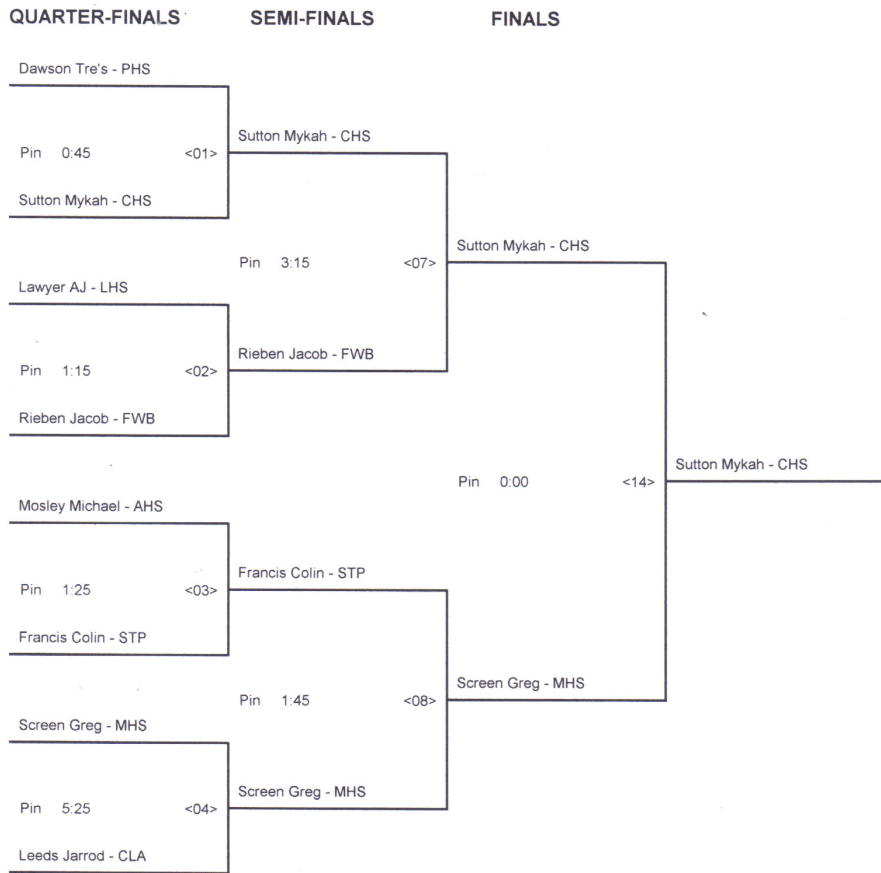 QUARTER-FINALS SEMI-FINALS FINALS
Dawson Tre's - PHS
Sutton Mykah - CHS
Pin 0:45 <01>
Sutton Mykah - CHS
Sutton Mykah - CHS
Pin 3:15 <07>
Lawyer AJ - LHS
Rieben Jacob - FWB
Pin 1:15 <02>
Rieben Jacob - FWB
Sutton Mykah - CHS
Pin 0:00 <14>
Mosley Michael - AHS
Francis Colin - STP
Pin 1:25 <03>
Francis Colin - STP
Screen Greg - MHS
Pin 1:45 <08>
Screen Greg - MHS
Screen Greg - MHS
Pin 5:25 <04>
Leeds Jarrod - CLA